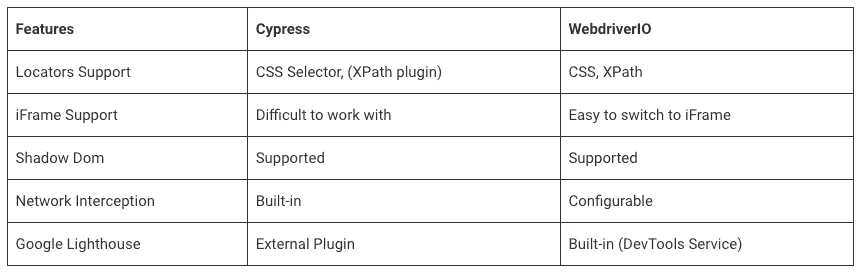 Features Cypress WebdriverIO
Locators Support CSS Selector, (XPath plugin) CSS, XPath
iFrame Support Difficult to work with Easy to switch to iFrame
Shadow Dom Supported Supported
Network Interception Built-in Configurable
Google Lighthouse External Plugin Built-in (DevTools Service)